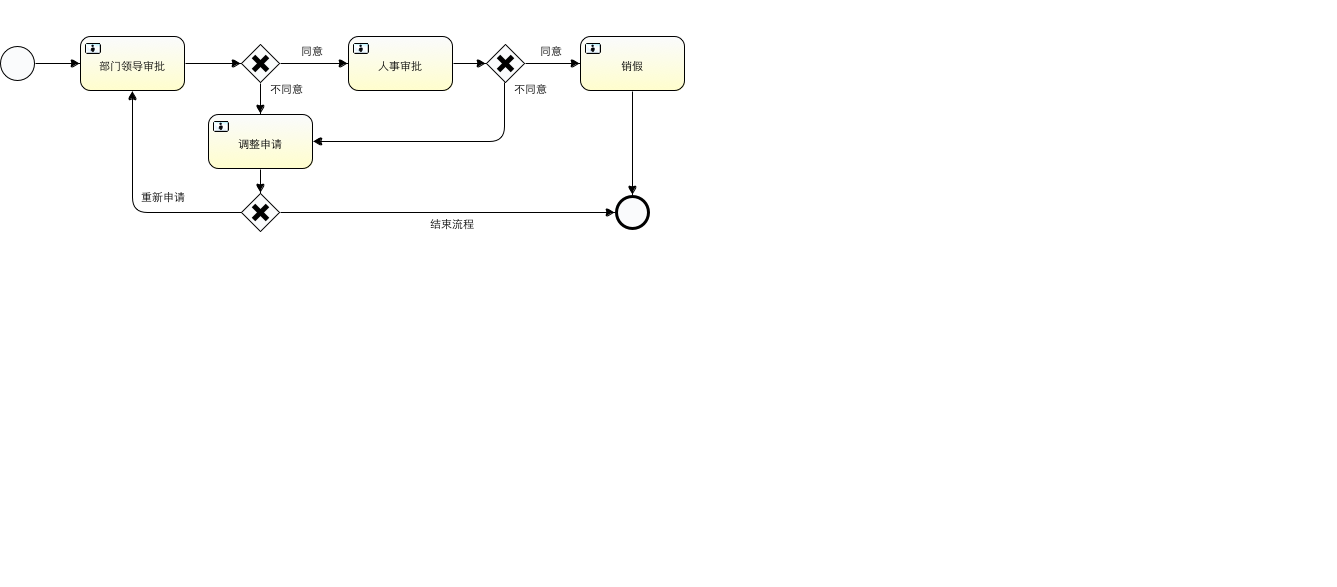 同意
同意
部门领导审批
人事审批
销假
不同意
不同意
调整申请
重新申请
结束流程